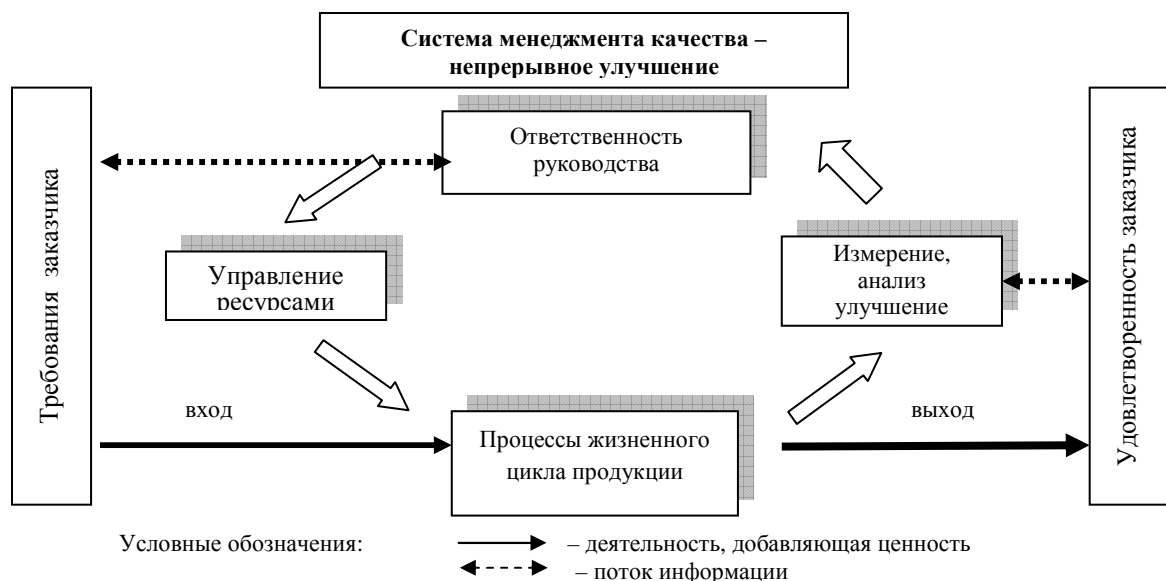 Система менеджмента качества –
непрерывное улучшение
Требования заказчика
Ответственность
руководства
Управление
ресурсами
Измерение,
анализ
улучшение
Удовлетворенность заказчика
вход
Процессы жизненного
цикла продукции
выход
Условные обозначения:
– деятельность, добавляющая ценность
– поток информации